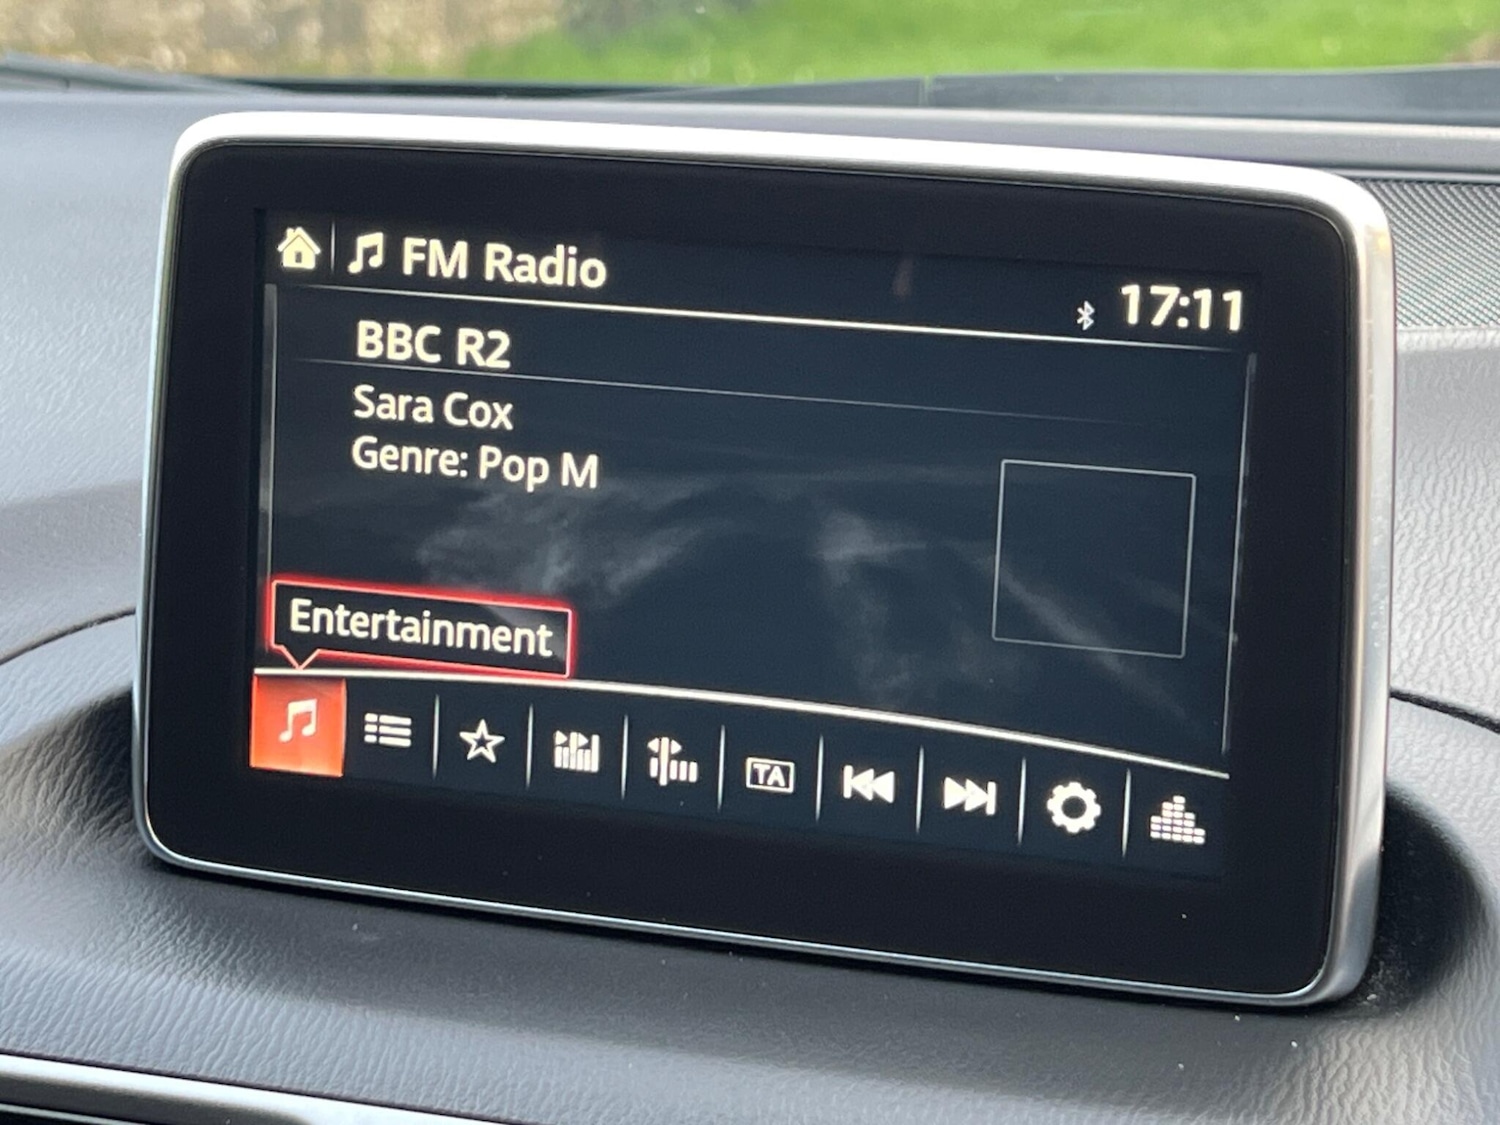 FM Radio
17:11
BBC R2
Sara Cox
Genre: Pop M
Entertainment
TA